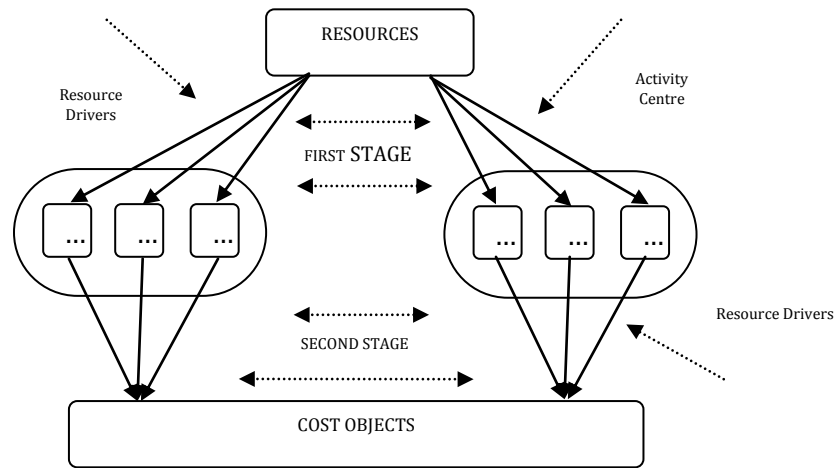 RESOURCES
Resource
Drivers
Activity
Centre
FIRST STAGE
... ... ... ... ... ...
Resource Drivers
SECOND STAGE
COST OBJECTS